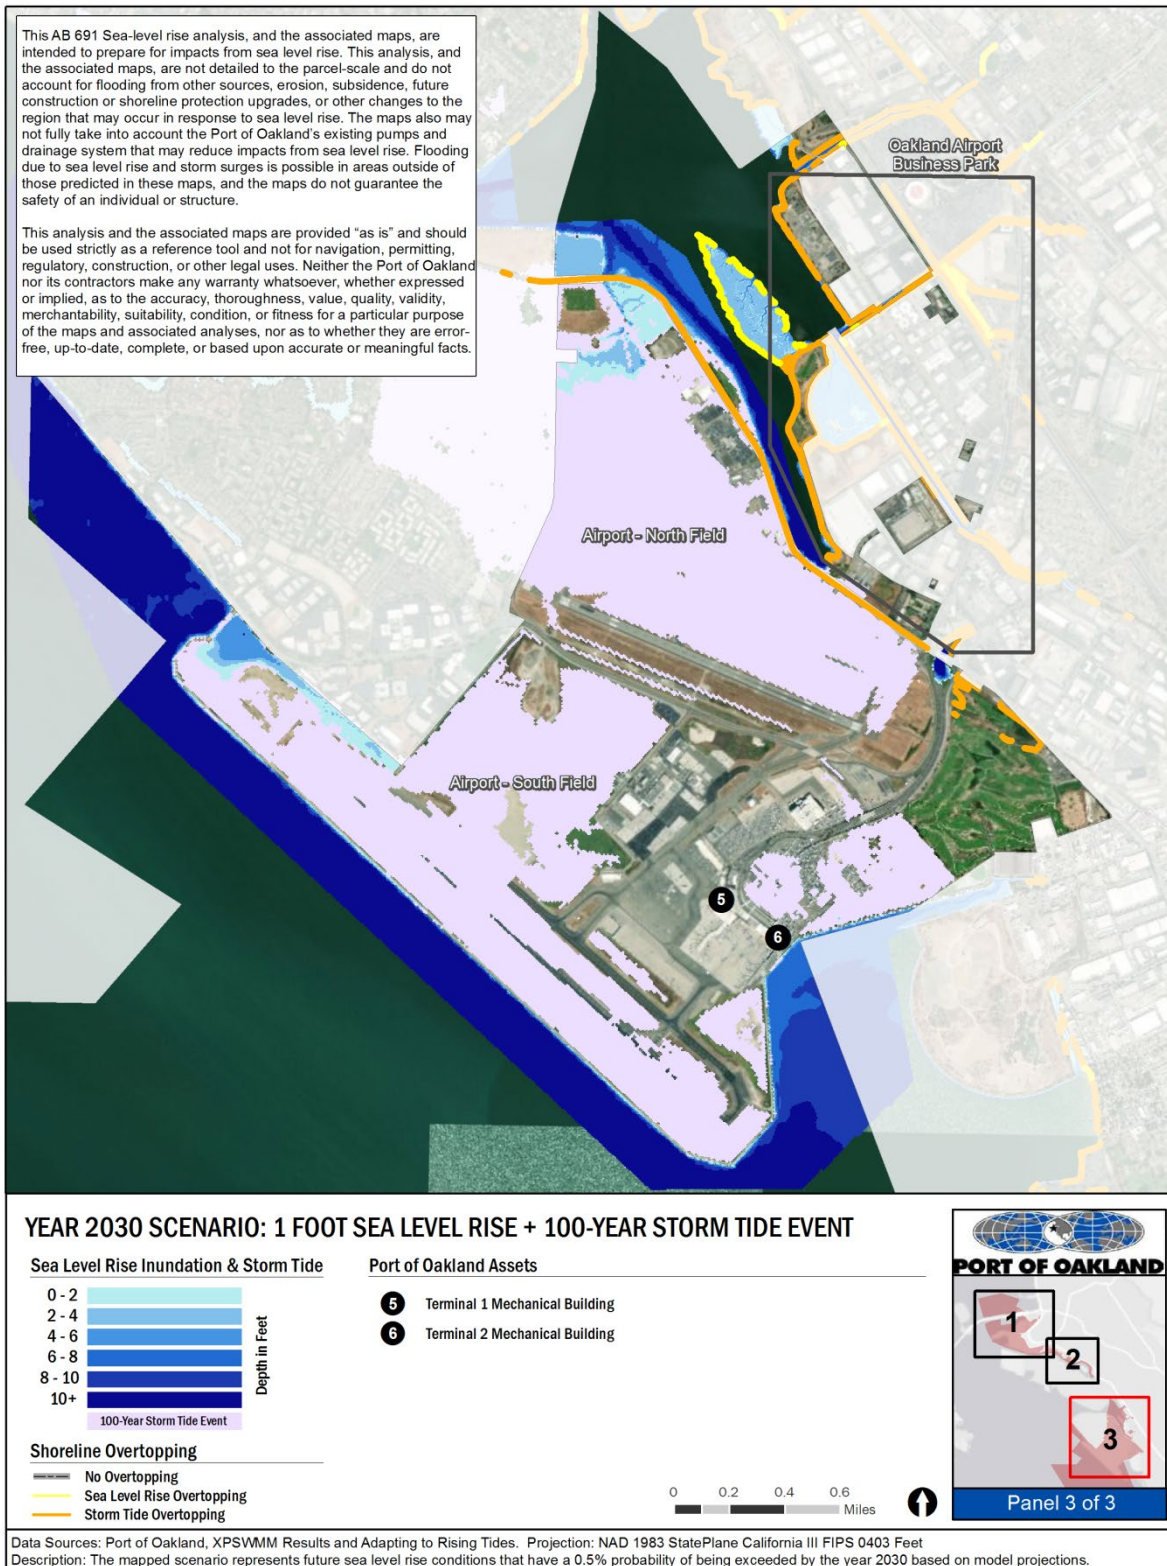 This AB 691 Sea-level rise analysis, and the associated maps, are
intended to prepare for impacts from sea level rise. This analysis, and
the associated maps, are not detailed to the parcel-scale and do not
account for flooding from other sources, erosion, subsidence, future
construction or shoreline protection upgrades, or other changes to the
region that may occur in response to sea level rise. The maps also may
not fully take into account the Port of Oakland's existing pumps and
drainage system that may reduce impacts from sea level rise. Flooding
due to sea level rise and storm surges is possible in areas outside of
those predicted in these maps, and the maps do not guarantee the
safety of an individual or structure.
This analysis and the associated maps are provided “as is” and should
be used strictly as a reference tool and not for navigation, permitting,
regulatory, construction, or other legal uses. Neither the Port of Oakland
nor its contractors make any warranty whatsoever, whether expressed
or implied, as to the accuracy, thoroughness, value, quality, validity,
merchantability, suitability, condition, or fitness for a particular purpose
of the maps and associated analyses, nor as to whether they are error-
free, up-to-date, complete, or based upon accurate or meaningful facts.
Oakland Airport
Business Park
Airport - North Field
Airport - South Field
5
6
YEAR 2030 SCENARIO: 1 FOOT SEA LEVEL RISE + 100-YEAR STORM TIDE EVENT
Sea Level Rise Inundation & Storm Tide
0 - 2
2 - 4
4 - 6
6 - 8
8 - 10
10+
Depth in Feet
100-Year Storm Tide Event
Shoreline Overtopping
No Overtopping
Sea Level Rise Overtopping
Storm Tide Overtopping
Port of Oakland Assets
5 Terminal 1 Mechanical Building
6 Terminal 2 Mechanical Building
0 0.2 0.4 0.6
Miles
PORT OF OAKLAND
1
2
3
Panel 3 of 3
Data Sources: Port of Oakland, XPSWMM Results and Adapting to Rising Tides. Projection: NAD 1983 StatePlane California III FIPS 0403 Feet
Description: The mapped scenario represents future sea level rise conditions that have a 0.5% probability of being exceeded by the year 2030 based on model projections.